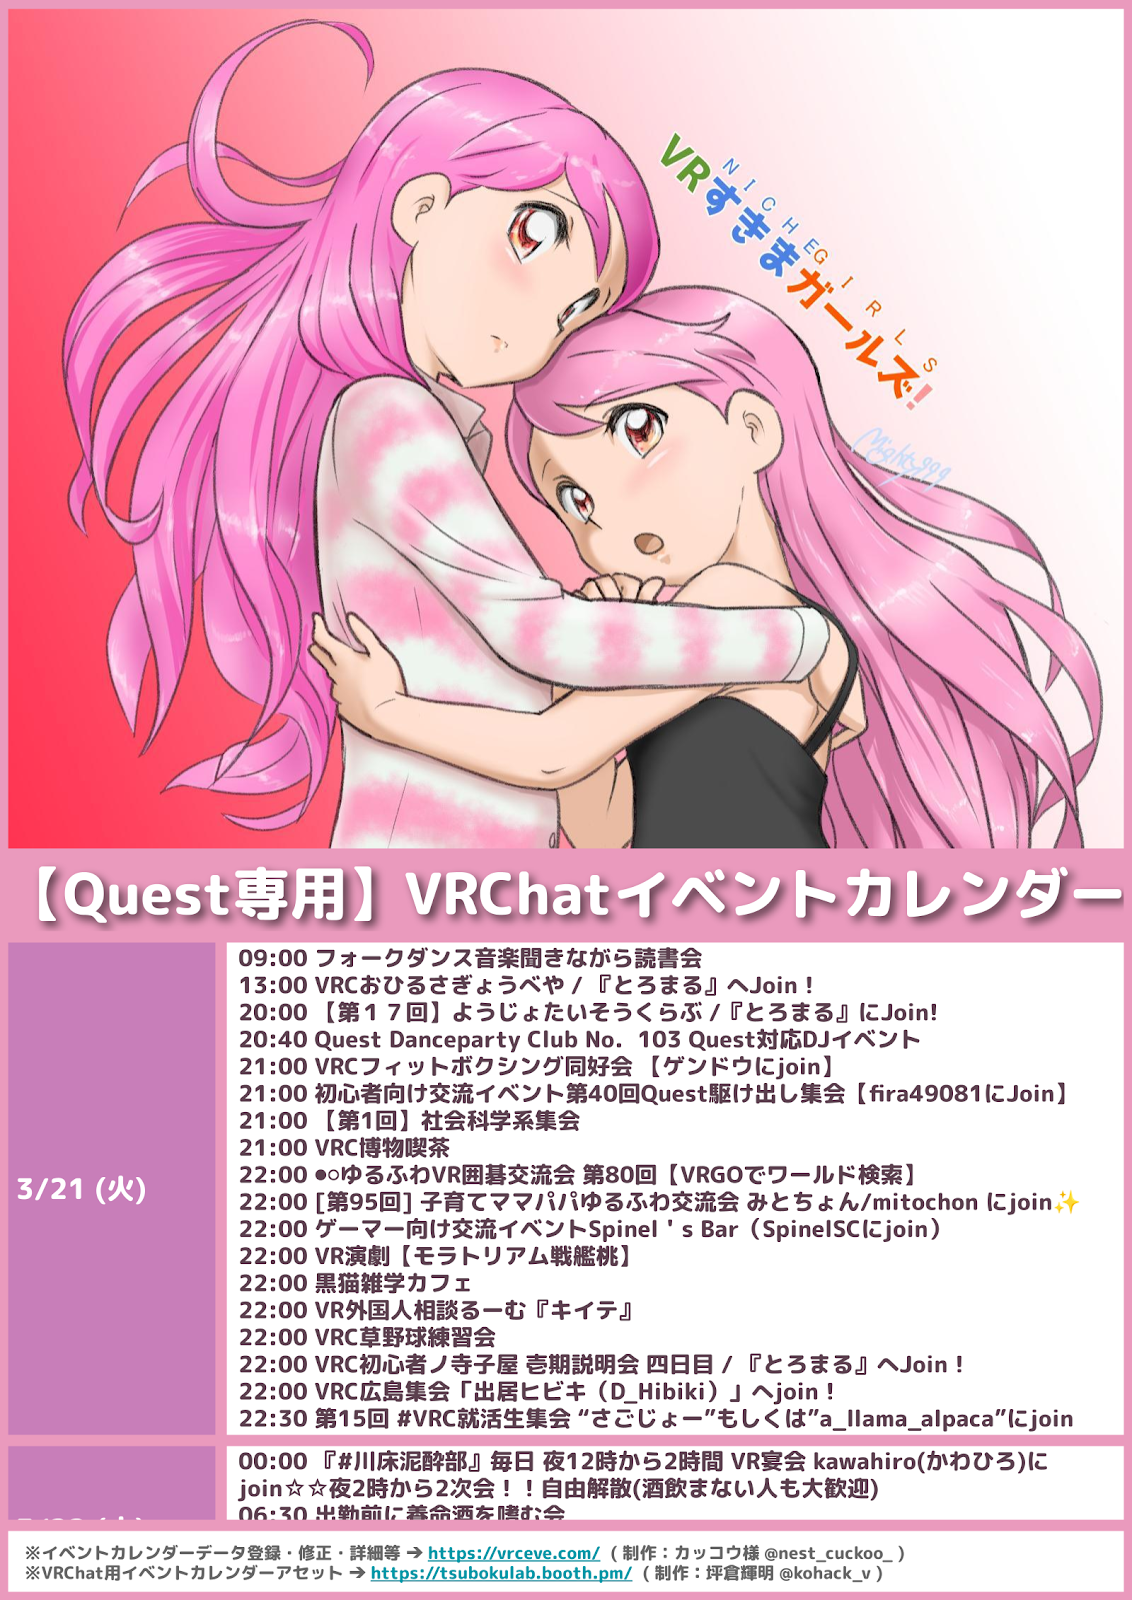 NICHE GIRLS
VRすきまガールズ!
Mighty999
【Quest専用】VRChatイベントカレンダー
3/21 (火)
09:00 フォークダンス音楽聞きながら読書会
13:00 VRCおひるさぎょうべや / 『とろまる』へJoin！
20:00 【第１７回】ようじょたいそうくらぶ /『とろまる』にJoin!
20:40 Quest Danceparty Club No．103 Quest対応DJイベント
21:00 VRCフィットボクシング同好会 【ゲンドウにjoin】
21:00 初心者向け交流イベント第40回Quest駆け出し集会【fira49081にJoin】
21:00 【第1回】社会科学系集会
21:00 VRC博物喫茶
22:00 ●○ゆるふわVR囲碁交流会 第80回【VRGOでワールド検索】
22:00 [第95回] 子育てママパパゆるふわ交流会 みとちょん/mitochon にjoin✨
22:00 ゲーマー向け交流イベントSpinel＇s Bar（SpinelSCにjoin）
22:00 VR演劇【モラトリアム戦艦桃】
22:00 黒猫雑学カフェ
22:00 VR外国人相談るーむ『キイテ』
22:00 VRC草野球練習会
22:00 VRC初心者ノ寺子屋 壱期説明会 四日目 / 『とろまる』へJoin！
22:00 VRC広島集会「出居ヒビキ（D_Hibiki）」へjoin！
22:30 第15回 #VRC就活生集会 “さごじょー”もしくは”a_llama_alpaca”にjoin
00:00 『#川床泥酔部』毎日 夜12時から2時間 VR宴会 kawahiro(かわひろ)に
join☆☆夜2時から2次会！！自由解散(酒飲まない人も大歓迎)
06:30 出勤前に養命酒を嗜む会
※イベントカレンダーデータ登録・修正・詳細等 ➔ https://vrceve.com/ （制作：カッコウ様 @nest_cuckoo_ ）
※VRChat用イベントカレンダーアセット ➔ https://tsubokulab.booth.pm/ （制作：坪倉輝明 @kohack_v ）